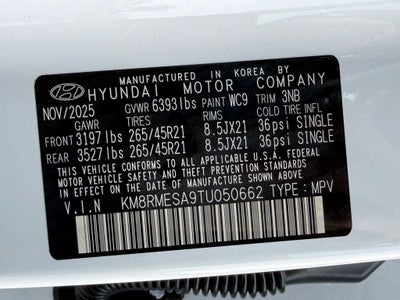 MANUFACTURED IN KOREA BY
HYUNDAI MOTOR COMPANY
NOV/2025 GVWR 6393lbs PAINT WC9 TRIM 3NB
GAWR TIRES RIMS COLD TIRE INFL
FRONT 3197lbs 265/45R21 8.5JX21 36psi SINGLE
REAR 3527lbs 265/45R21 8.5JX21 36psi SINGLE
THIS VEHICLE CONFORMS TO ALL APPLICABLE U.S.A. FEDERAL
MOTOR VEHICLE SAFETY AND THEFT PREVENTION STANDARDS IN
EFFECT ON THE DATE OF MANUFACTURE SHOWN ABOVE.
V.I.N KM8RMESA9TU050662 TYPE : MPV